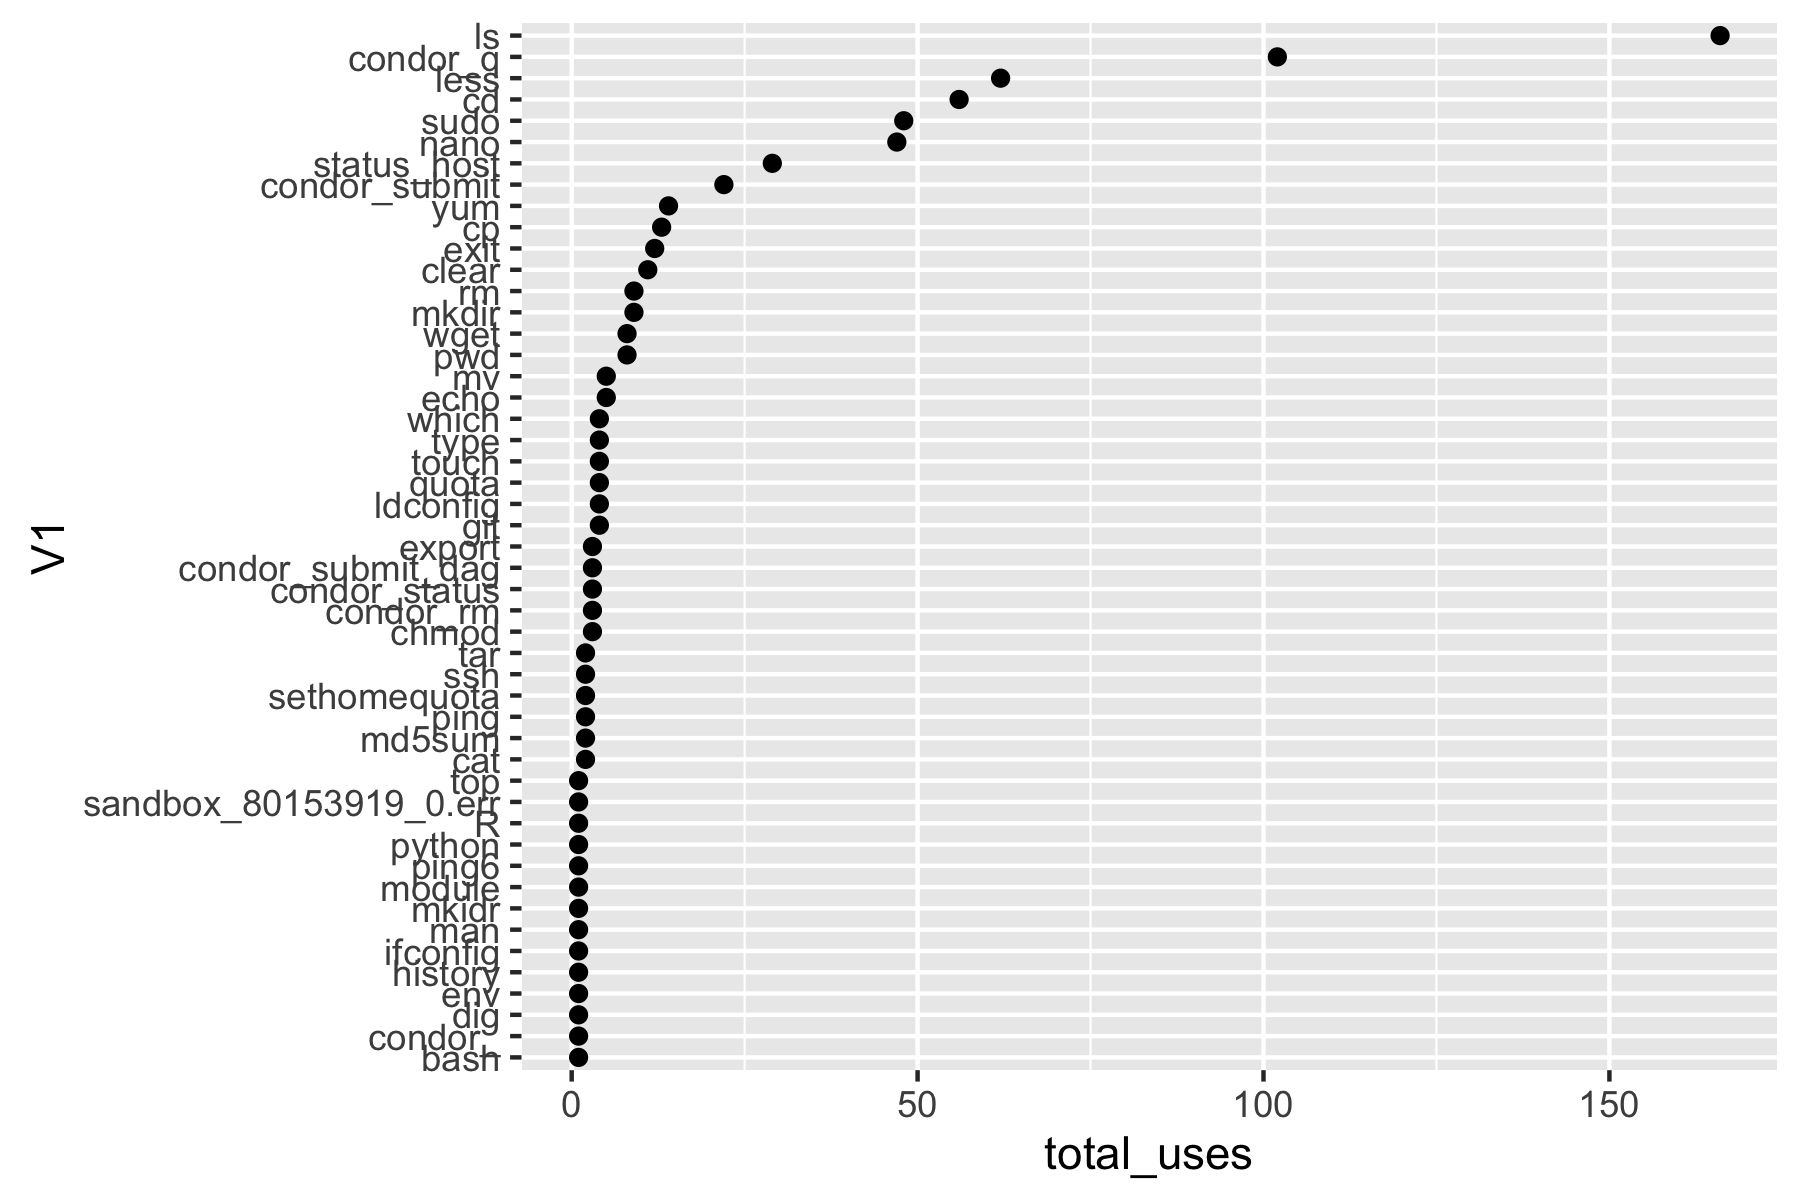 ls
condor_q
less
cd
sudo
nano
status_host
condor_submit
yum
cp
exit
clear
rm
mkdir
wget
pwd
mv
echo
which
type
touch
quota
ldconfig
git
export
condor_submit_dag
condor_status
condor_rm
chmod
tar
ssh
sethomequota
ping
md5sum
cat
top
sandbox_80153919_0.err
R
python
ping6
module
mkidr
man
ifconfig
history
env
dig
condor_
bash
V1
0 50 100 150
total_uses